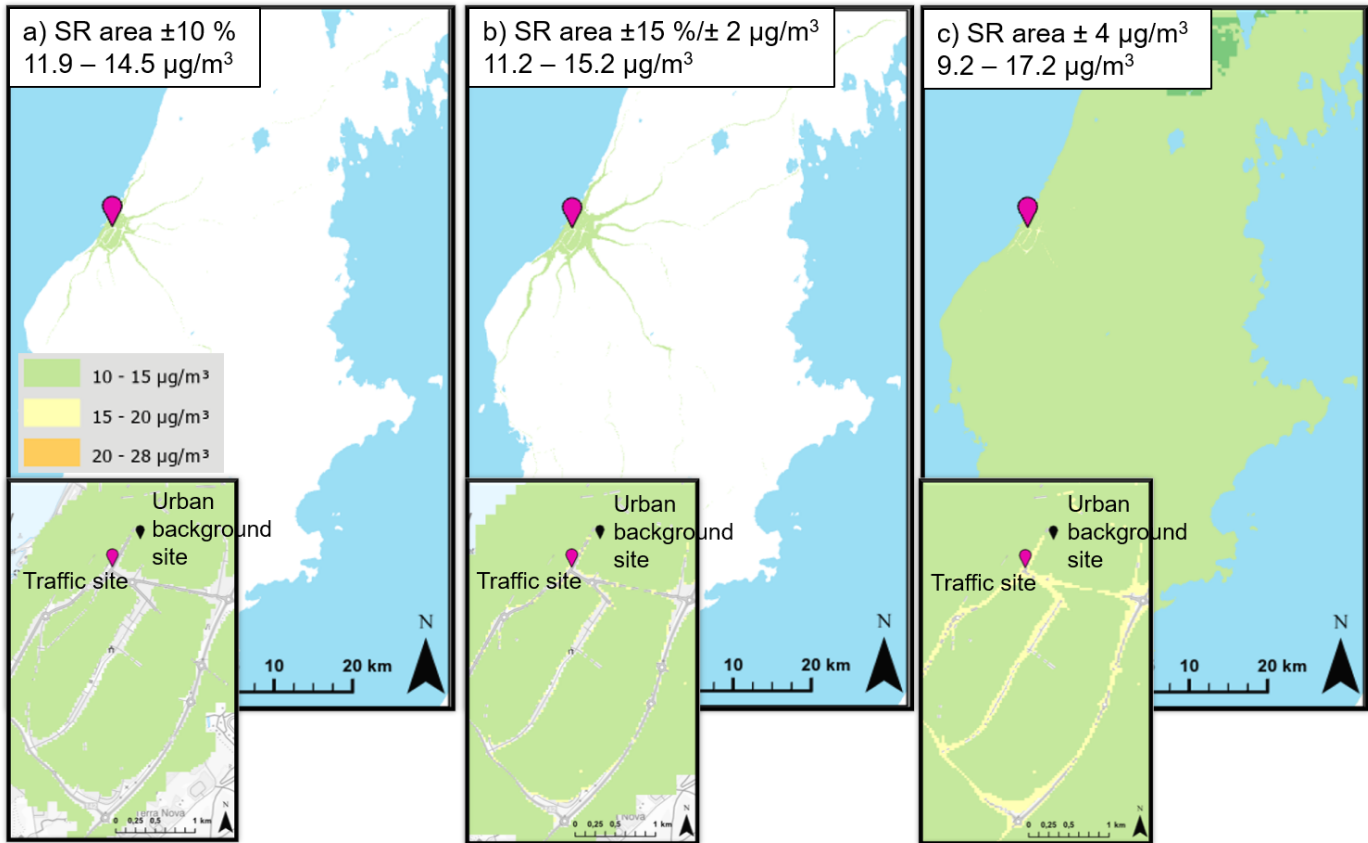 a) SR area ±10 %
11.9 – 14.5 µg/m³
b) SR area ±15 %/± 2 µg/m³
11.2 – 15.2 µg/m³
c) SR area ± 4 µg/m³
9.2 – 17.2 µg/m³
10 - 15 µg/m³
15 - 20 µg/m³
20 - 28 µg/m³
Urban
background
site
Traffic site
Terra Nova
0 0,25 0,5 1 km
N
N
10 20 km
Urban
background
site
Traffic site
Nova
0 0,25 0,5 1 km
N
N
10 20 km
Urban
background
site
Traffic site
0 0,25 0,5 1 km
N
N
10 20 km